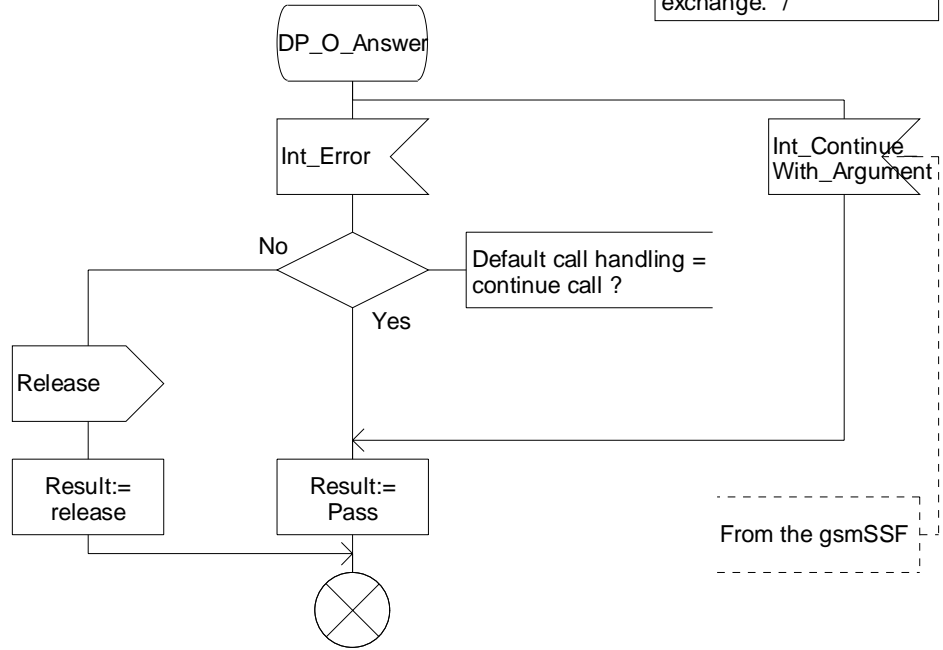 exchange. */
DP_O_Answer
Int_Error
Int_Continue_
With_Argument
No
Default call handling =
continue call ?
Yes
Release
Result:=
release
Result:=
Pass
From the gsmSSF